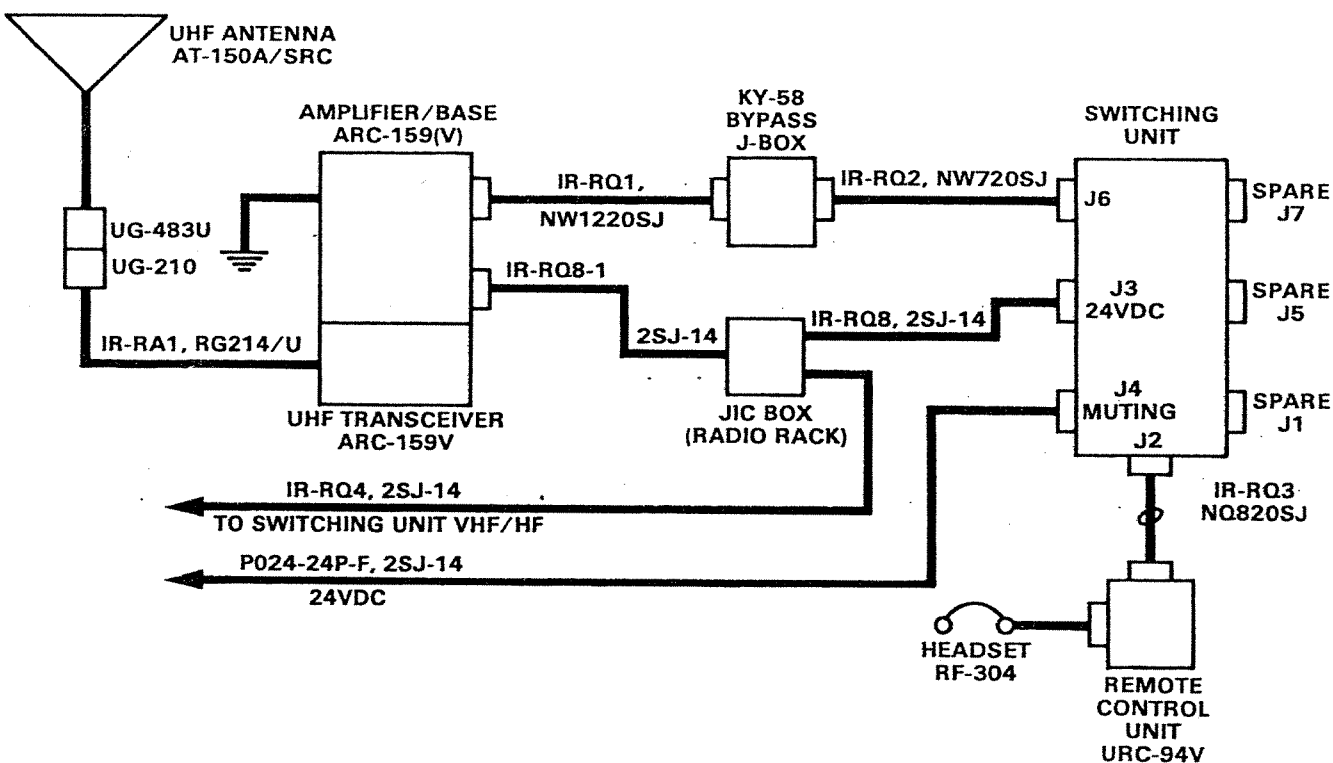 UHF ANTENNA
AT-150A/SRC
AMPLIFIER/BASE
ARC-159(V)
KY-58
BYPASS
J-BOX
SWITCHING
UNIT
IR-RQ1,
NW1220SJ
IR-RQ2, NW720SJ
J6
SPARE
J7
UG-483U
UG-210
IR-RQ8-1
2SJ-14
IR-RQ8, 2SJ-14
J3
24VDC
SPARE
J5
IR-RA1, RG214/U
UHF TRANSCEIVER
ARC-159V
JIC BOX
(RADIO RACK)
J4
MUTING
J2
SPARE
J1
IR-RQ4, 2SJ-14
TO SWITCHING UNIT VHF/HF
IR-RQ3
NQ820SJ
P024-24P-F, 2SJ-14
24VDC
HEADSET
RF-304
REMOTE
CONTROL
UNIT
URC-94V